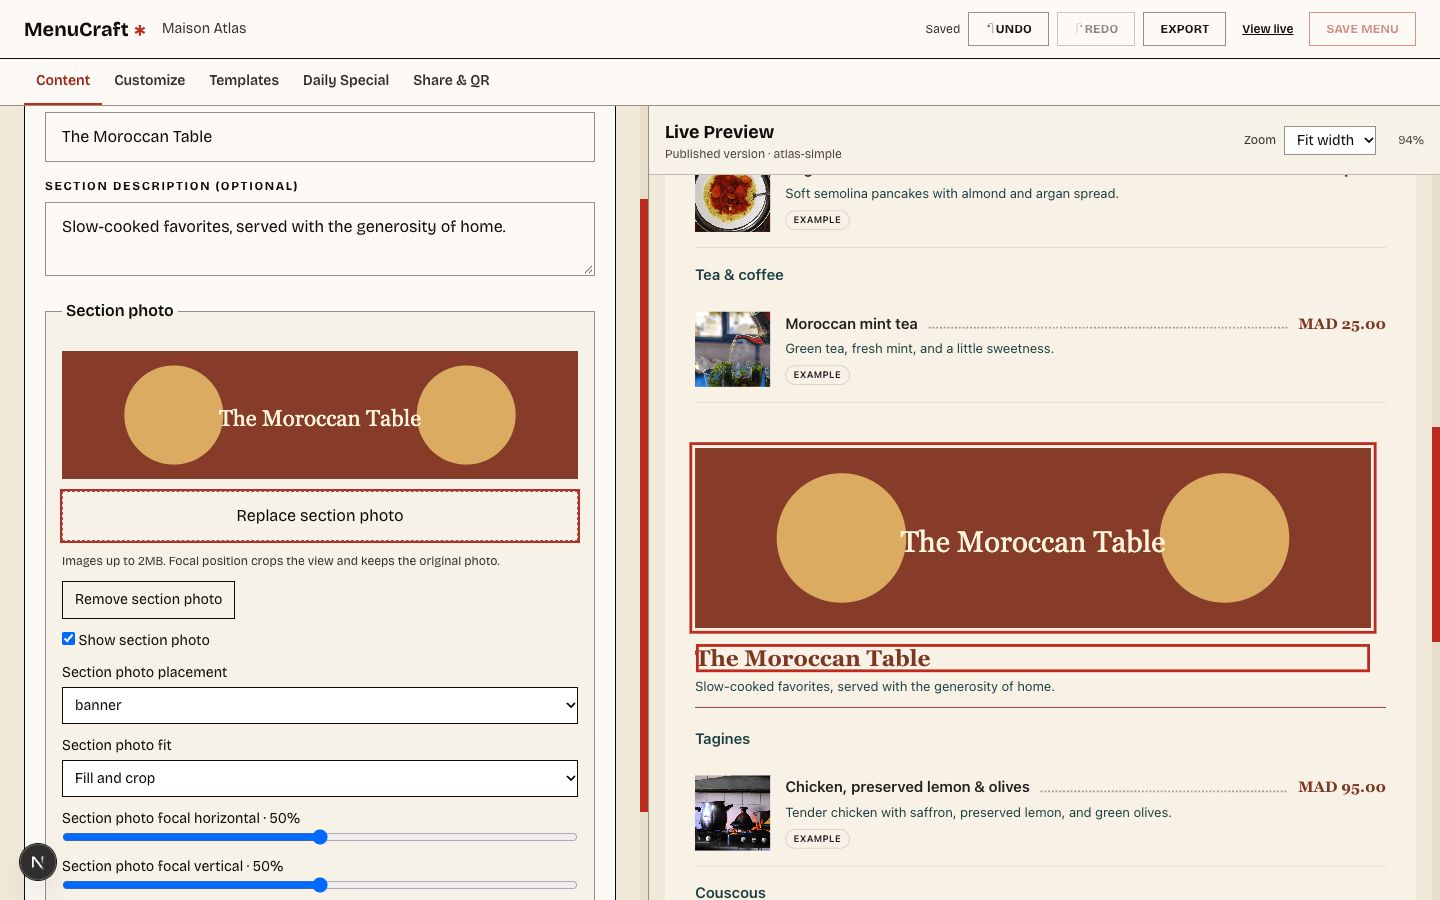 MenuCraft *
Maison Atlas
Saved
UNDO
REDO
EXPORT
View live
SAVE MENU
Content
Customize
Templates
Daily Special
Share & QR
The Moroccan Table
SECTION DESCRIPTION (OPTIONAL)
Slow-cooked favorites, served with the generosity of home.
Section photo
The Moroccan Table
Replace section photo
Images up to 2MB. Focal position crops the view and keeps the original photo.
Remove section photo
Show section photo
Section photo placement
banner
Section photo fit
Fill and crop
Section photo focal horizontal · 50%
Section photo focal vertical · 50%
N
Live Preview
Published version · atlas-simple
Zoom
Fit width
94%
Soft semolina pancakes with almond and argan spread.
EXAMPLE
Tea & coffee
Moroccan mint tea
MAD 25.00
Green tea, fresh mint, and a little sweetness.
EXAMPLE
The Moroccan Table
The Moroccan Table
Slow-cooked favorites, served with the generosity of home.
Tagines
Chicken, preserved lemon & olives
MAD 95.00
Tender chicken with saffron, preserved lemon, and green olives.
EXAMPLE
Couscous